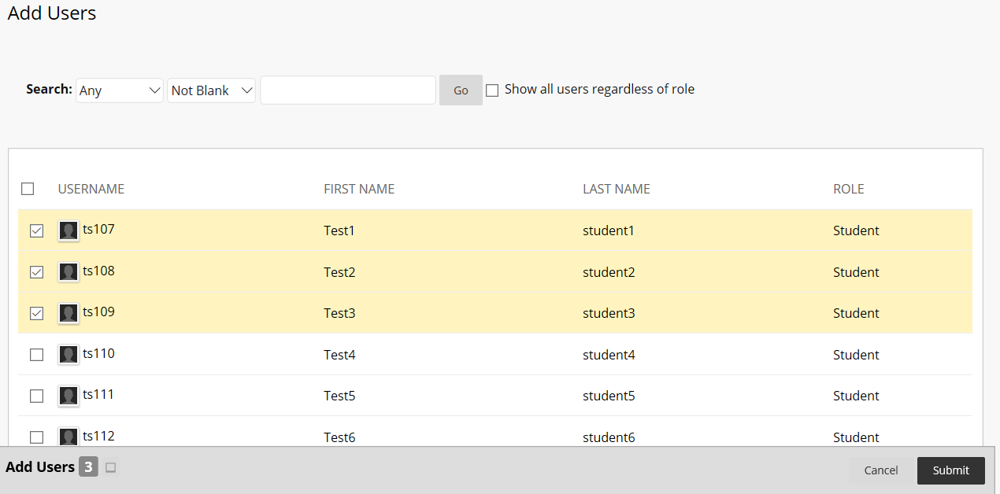 Add Users
Search: Any Not Blank Go Show all users regardless of role
USERNAME FIRST NAME LAST NAME ROLE
ts107 Test1 student1 Student
ts108 Test2 student2 Student
ts109 Test3 student3 Student
ts110 Test4 student4 Student
ts111 Test5 student5 Student
ts112 Test6 student6 Student
Add Users 3 Cancel Submit